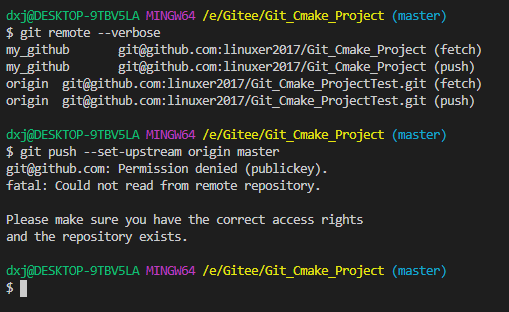 dxj@DESKTOP-9TBV5LA MINGW64 /e/Gitee/Git_Cmake_Project (master)
$ git remote --verbose
my_github       git@github.com:linuxer2017/Git_Cmake_Project (fetch)
my_github       git@github.com:linuxer2017/Git_Cmake_Project (push)
origin  git@github.com:linuxer2017/Git_Cmake_ProjectTest.git (fetch)
origin  git@github.com:linuxer2017/Git_Cmake_ProjectTest.git (push)
dxj@DESKTOP-9TBV5LA MINGW64 /e/Gitee/Git_Cmake_Project (master)
$ git push --set-upstream origin master
git@github.com: Permission denied (publickey).
fatal: Could not read from remote repository.
Please make sure you have the correct access rights
and the repository exists.
dxj@DESKTOP-9TBV5LA MINGW64 /e/Gitee/Git_Cmake_Project (master)
$